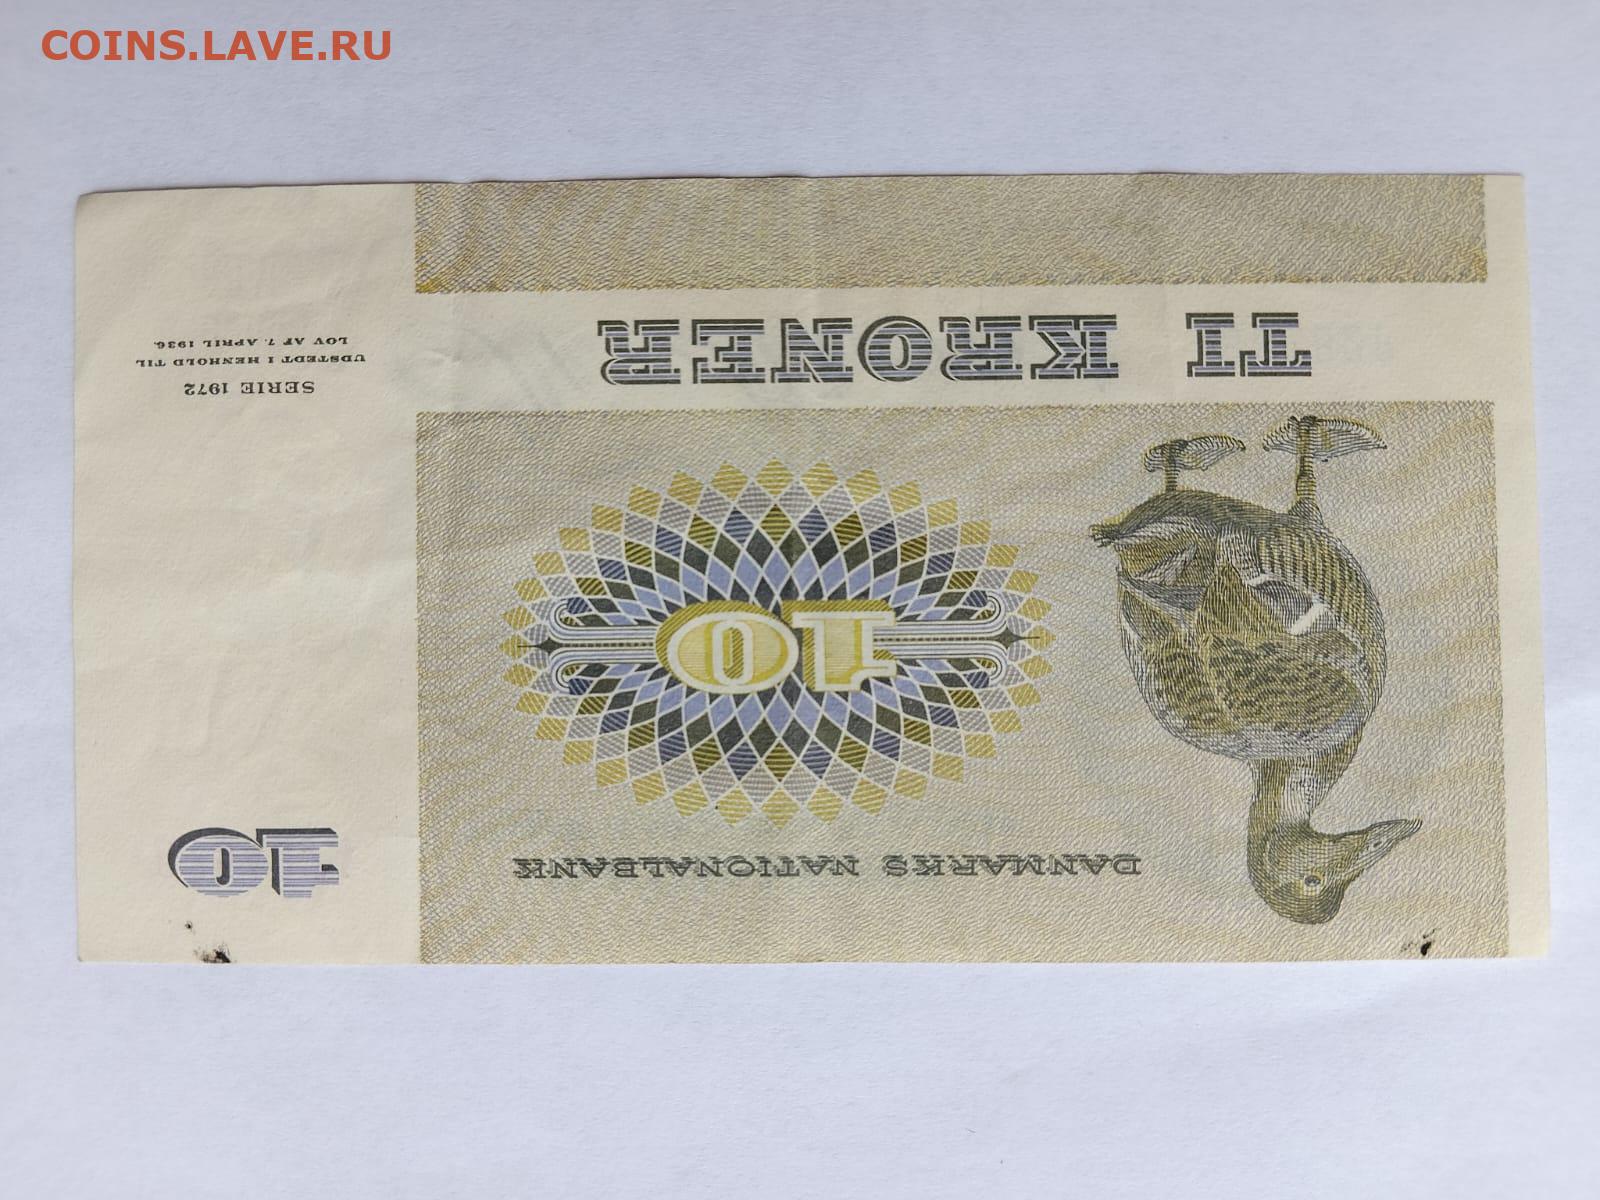 COINS.LAVE.RU
DANMARKS NATIONALBANK
10
10
TI KRONER
SERIE 1972
UDSTEDT I HENHOLD TIL
LOV AF 7. APRIL 1936.